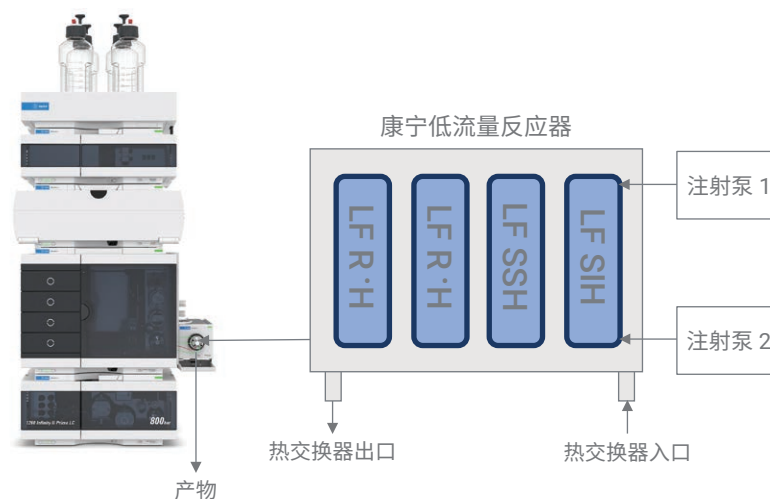 康宁低流量反应器
注射泵 1
LF R·H
LF R·H
LF SSH
LF SIH
注射泵 2
热交换器出口
热交换器入口
产物
800bar